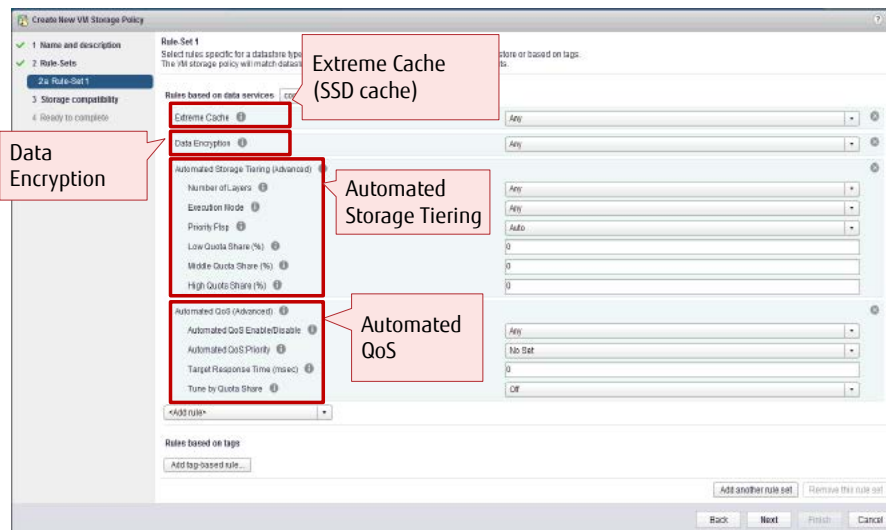 Create New VM Storage Policy
?
1 Name and description
2 Rule-Sets
2a Rule-Set 1
3 Storage compatibility
4 Ready to complete
Rule-Set 1
Select rules specific for a datastore type
store or based on tags.
The VM storage policy will match datast
ts.
Extreme Cache
(SSD cache)
Rules based on data services
Extreme Cache
Any
Data Encryption
Any
Data
Encryption
Automated Storage Tiering (Advanced)
Number of Layers
Any
Execution Mode
Any
Priority Ftsp
Auto
Low Quota Share (%)
0
Middle Quota Share (%)
0
High Quota Share (%)
0
Automated
Storage Tiering
Automated QoS (Advanced)
Automated QoS Enable/Disable
Any
Automated QoS Priority
No Set
Target Response Time (msec)
0
Tune by Quota Share
Off
Automated
QoS
<Add rule>
Rules based on tags
Add tag-based rule...
Add another rule set
Remove this rule set
Back
Next
Finish
Cancel